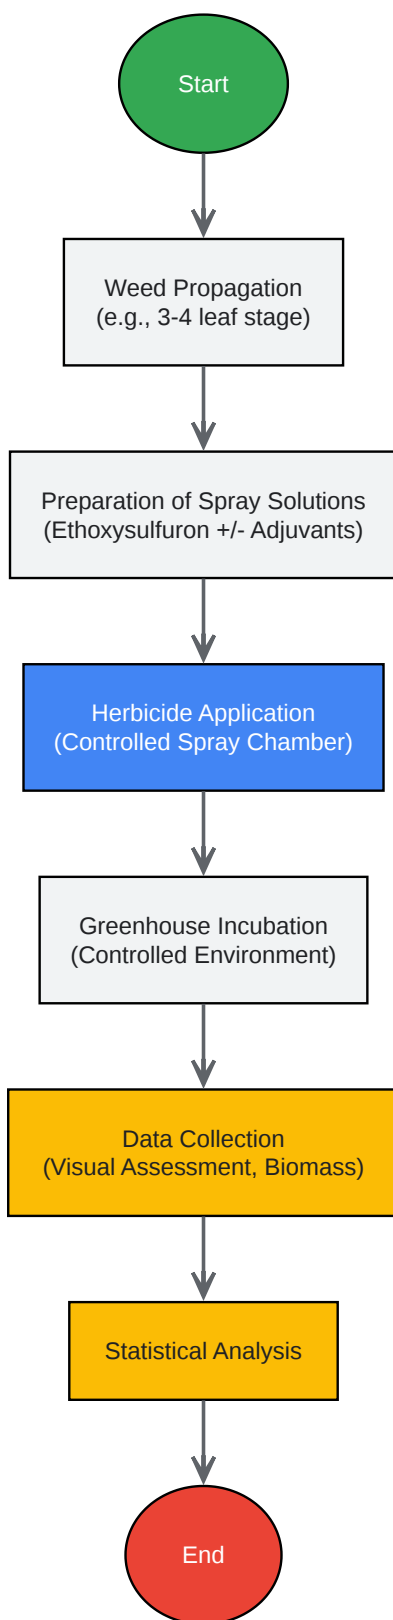 Start
Weed Propagation
(e.g., 3-4 leaf stage)
Preparation of Spray Solutions
(Ethoxysulfuron +/- Adjuvants)
Herbicide Application
(Controlled Spray Chamber)
Greenhouse Incubation
(Controlled Environment)
Data Collection
(Visual Assessment, Biomass)
Statistical Analysis
End